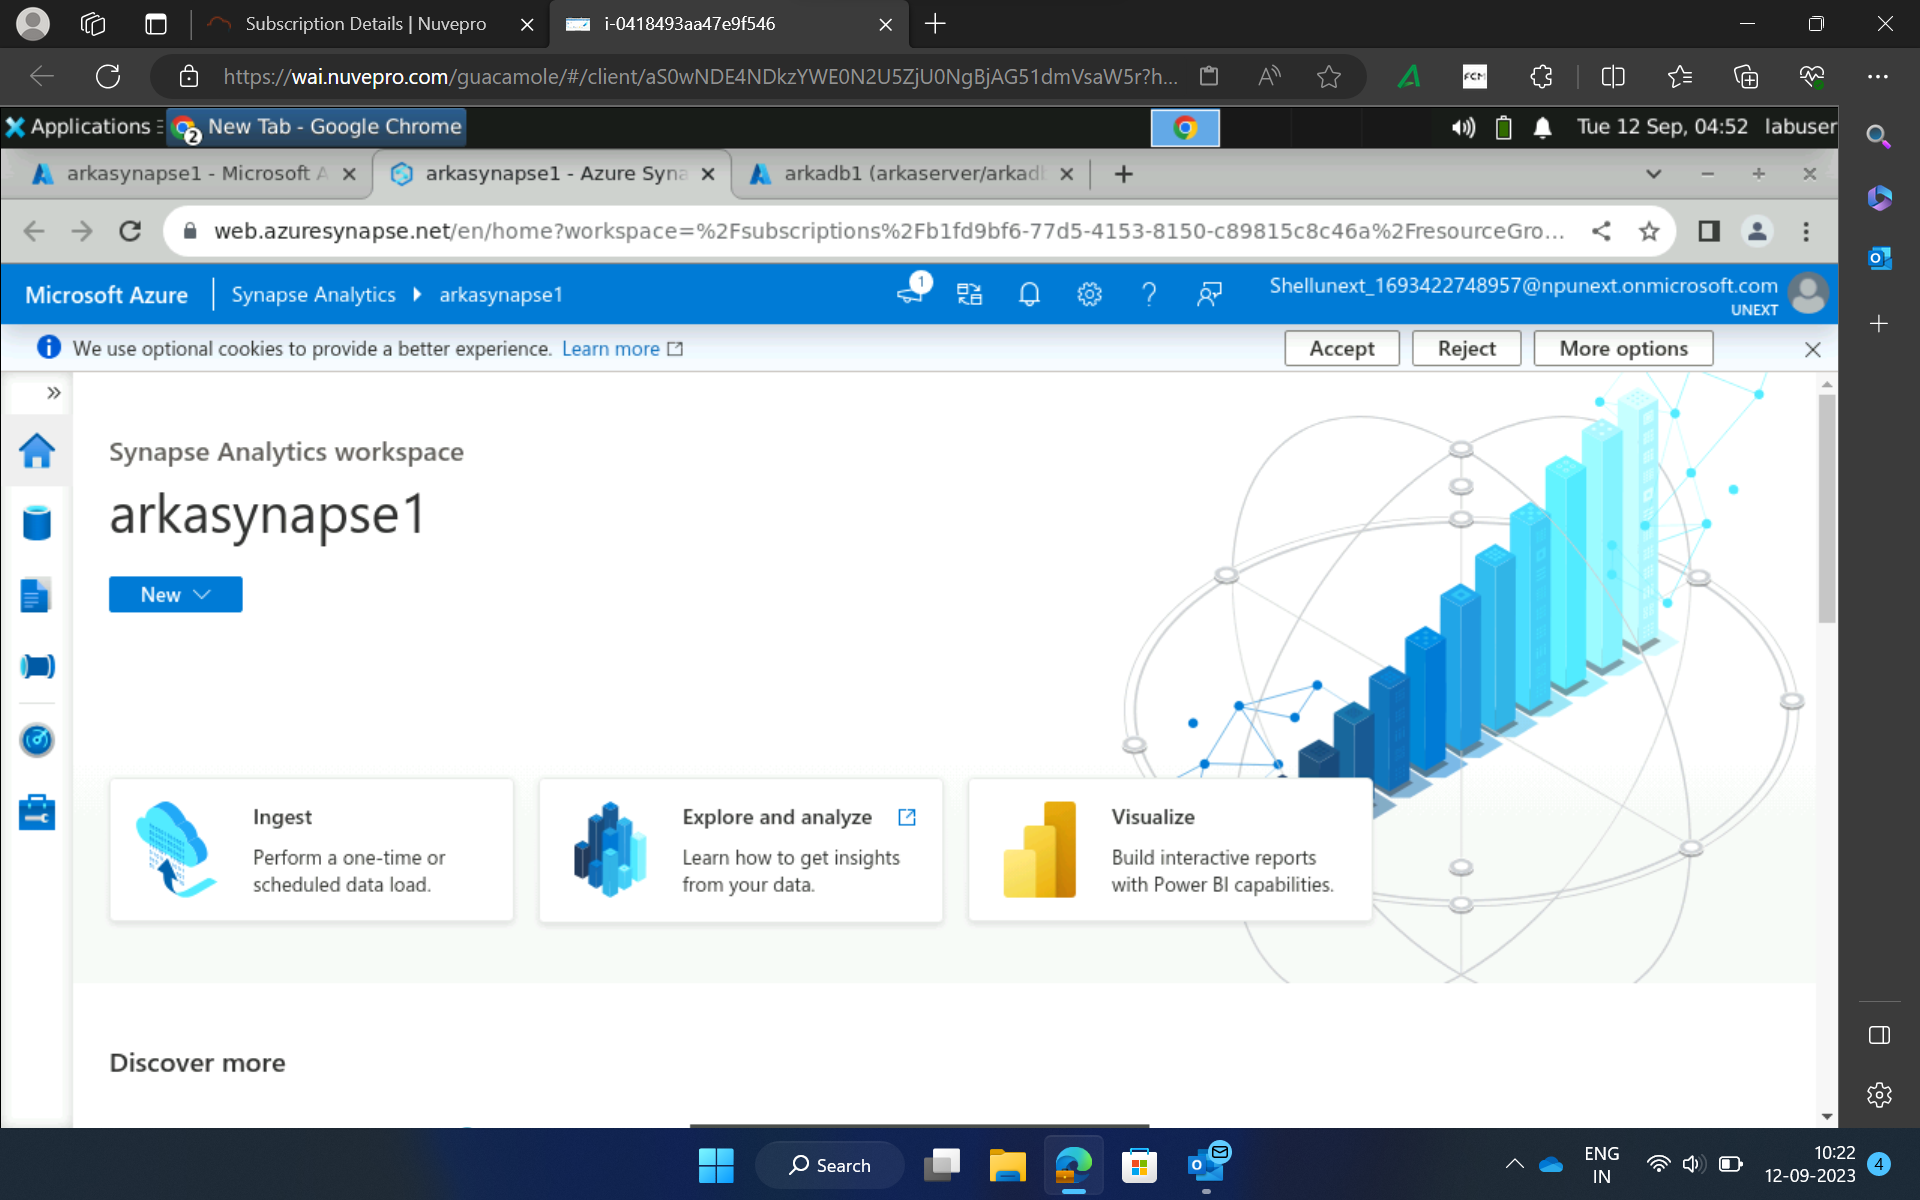 Subscription Details | Nuvepro
i-0418493aa47e9f546
https://wai.nuvepro.com/guacamole/#/client/aS0wNDE4NDkzYWE0N2U5ZjU0NgBjAG51dmVsaW5r?h...
FCM
Applications
2
New Tab - Google Chrome
Tue 12 Sep, 04:52 labuser
arkasynapse1 - Microsoft A
arkasynapse1 - Azure Syna
arkadb1 (arkaserver/arkadb
web.azuresynapse.net/en/home?workspace=%2Fsubscriptions%2Fb1fd9bf6-77d5-4153-8150-c89815c8c46a%2FresourceGro...
Microsoft Azure
Synapse Analytics
arkasynapse1
1
Shellunext_1693422748957@npunext.onmicrosoft.com
UNEXT
We use optional cookies to provide a better experience. Learn more
Accept
Reject
More options
Synapse Analytics workspace
arkasynapse1
New
Ingest
Perform a one-time or
scheduled data load.
Explore and analyze
Learn how to get insights
from your data.
Visualize
Build interactive reports
with Power BI capabilities.
Discover more
Search
ENG
IN
10:22
12-09-2023
4